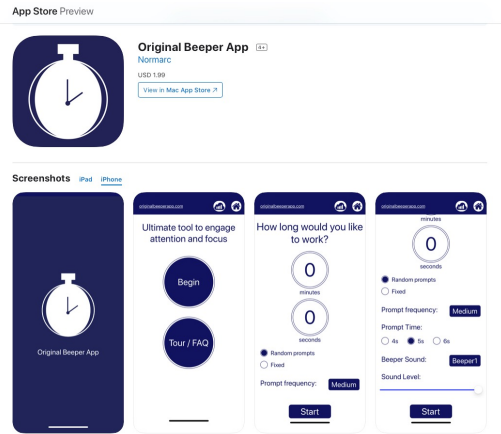 App Store Preview
Original Beeper App 4+
Normarc
USD 1.99
View in Mac App Store ↗
Screenshots iPad iPhone
Original Beeper App
originalbeeperapp.com
Ultimate tool to engage
attention and focus
Begin
Tour / FAQ
originalbeeperapp.com
How long would you like
to work?
0
minutes
0
seconds
Random prompts
Fixed
Prompt frequency: Medium
Start
originalbeeperapp.com
minutes
0
seconds
Random prompts
Fixed
Prompt frequency: Medium
Prompt Time:
4s 5s 6s
Beeper Sound: Beeper1
Sound Level:
Start